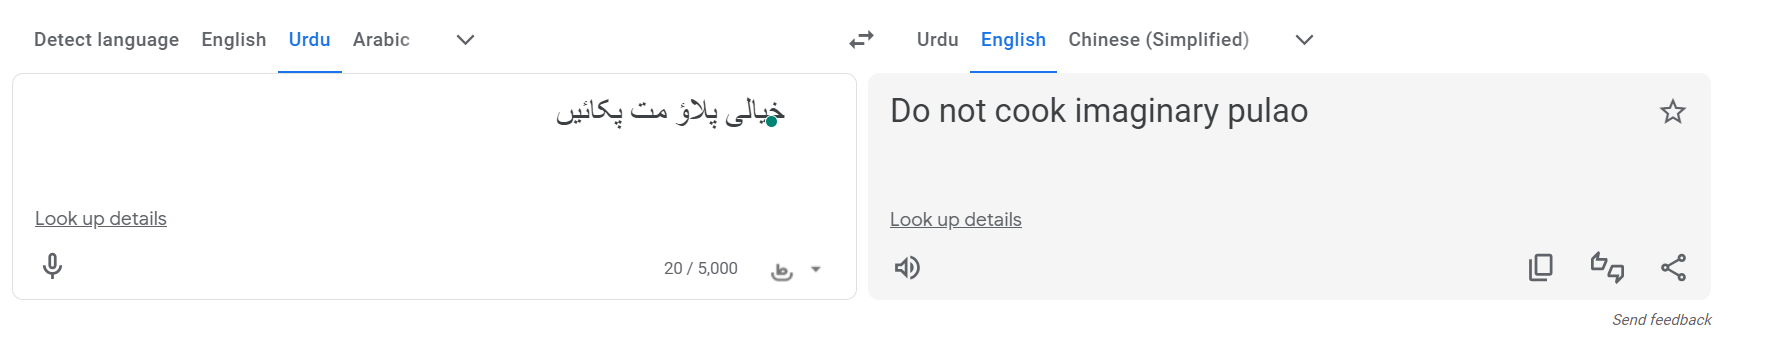 Detect language English Urdu Arabic
Urdu English Chinese (Simplified)
خیالی پلاؤ مت پکائیں
Look up details
20 / 5,000
Do not cook imaginary pulao
Look up details
Send feedback